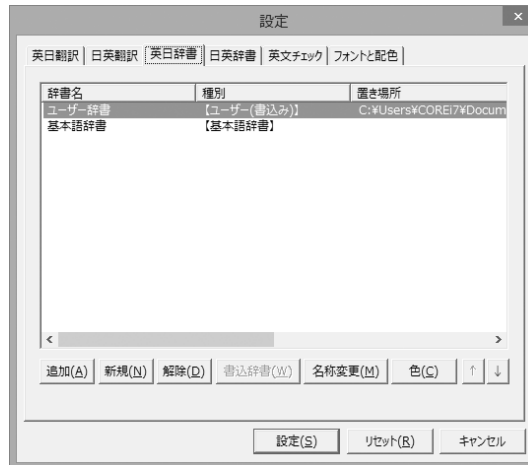 設定
×
英日翻訳 日英翻訳 英日辞書 日英辞書 英文チェック フォントと配色
辞書名 種別 置き場所
ユーザー辞書 【ユーザー(書込み)】 C:¥Users¥COREi7¥Docum
基本語辞書 【基本語辞書】
追加(A) 新規(N) 解除(D) 書込辞書(W) 名称変更(M) 色(C) ↑ ↓
設定(S) リセット(R) キャンセル